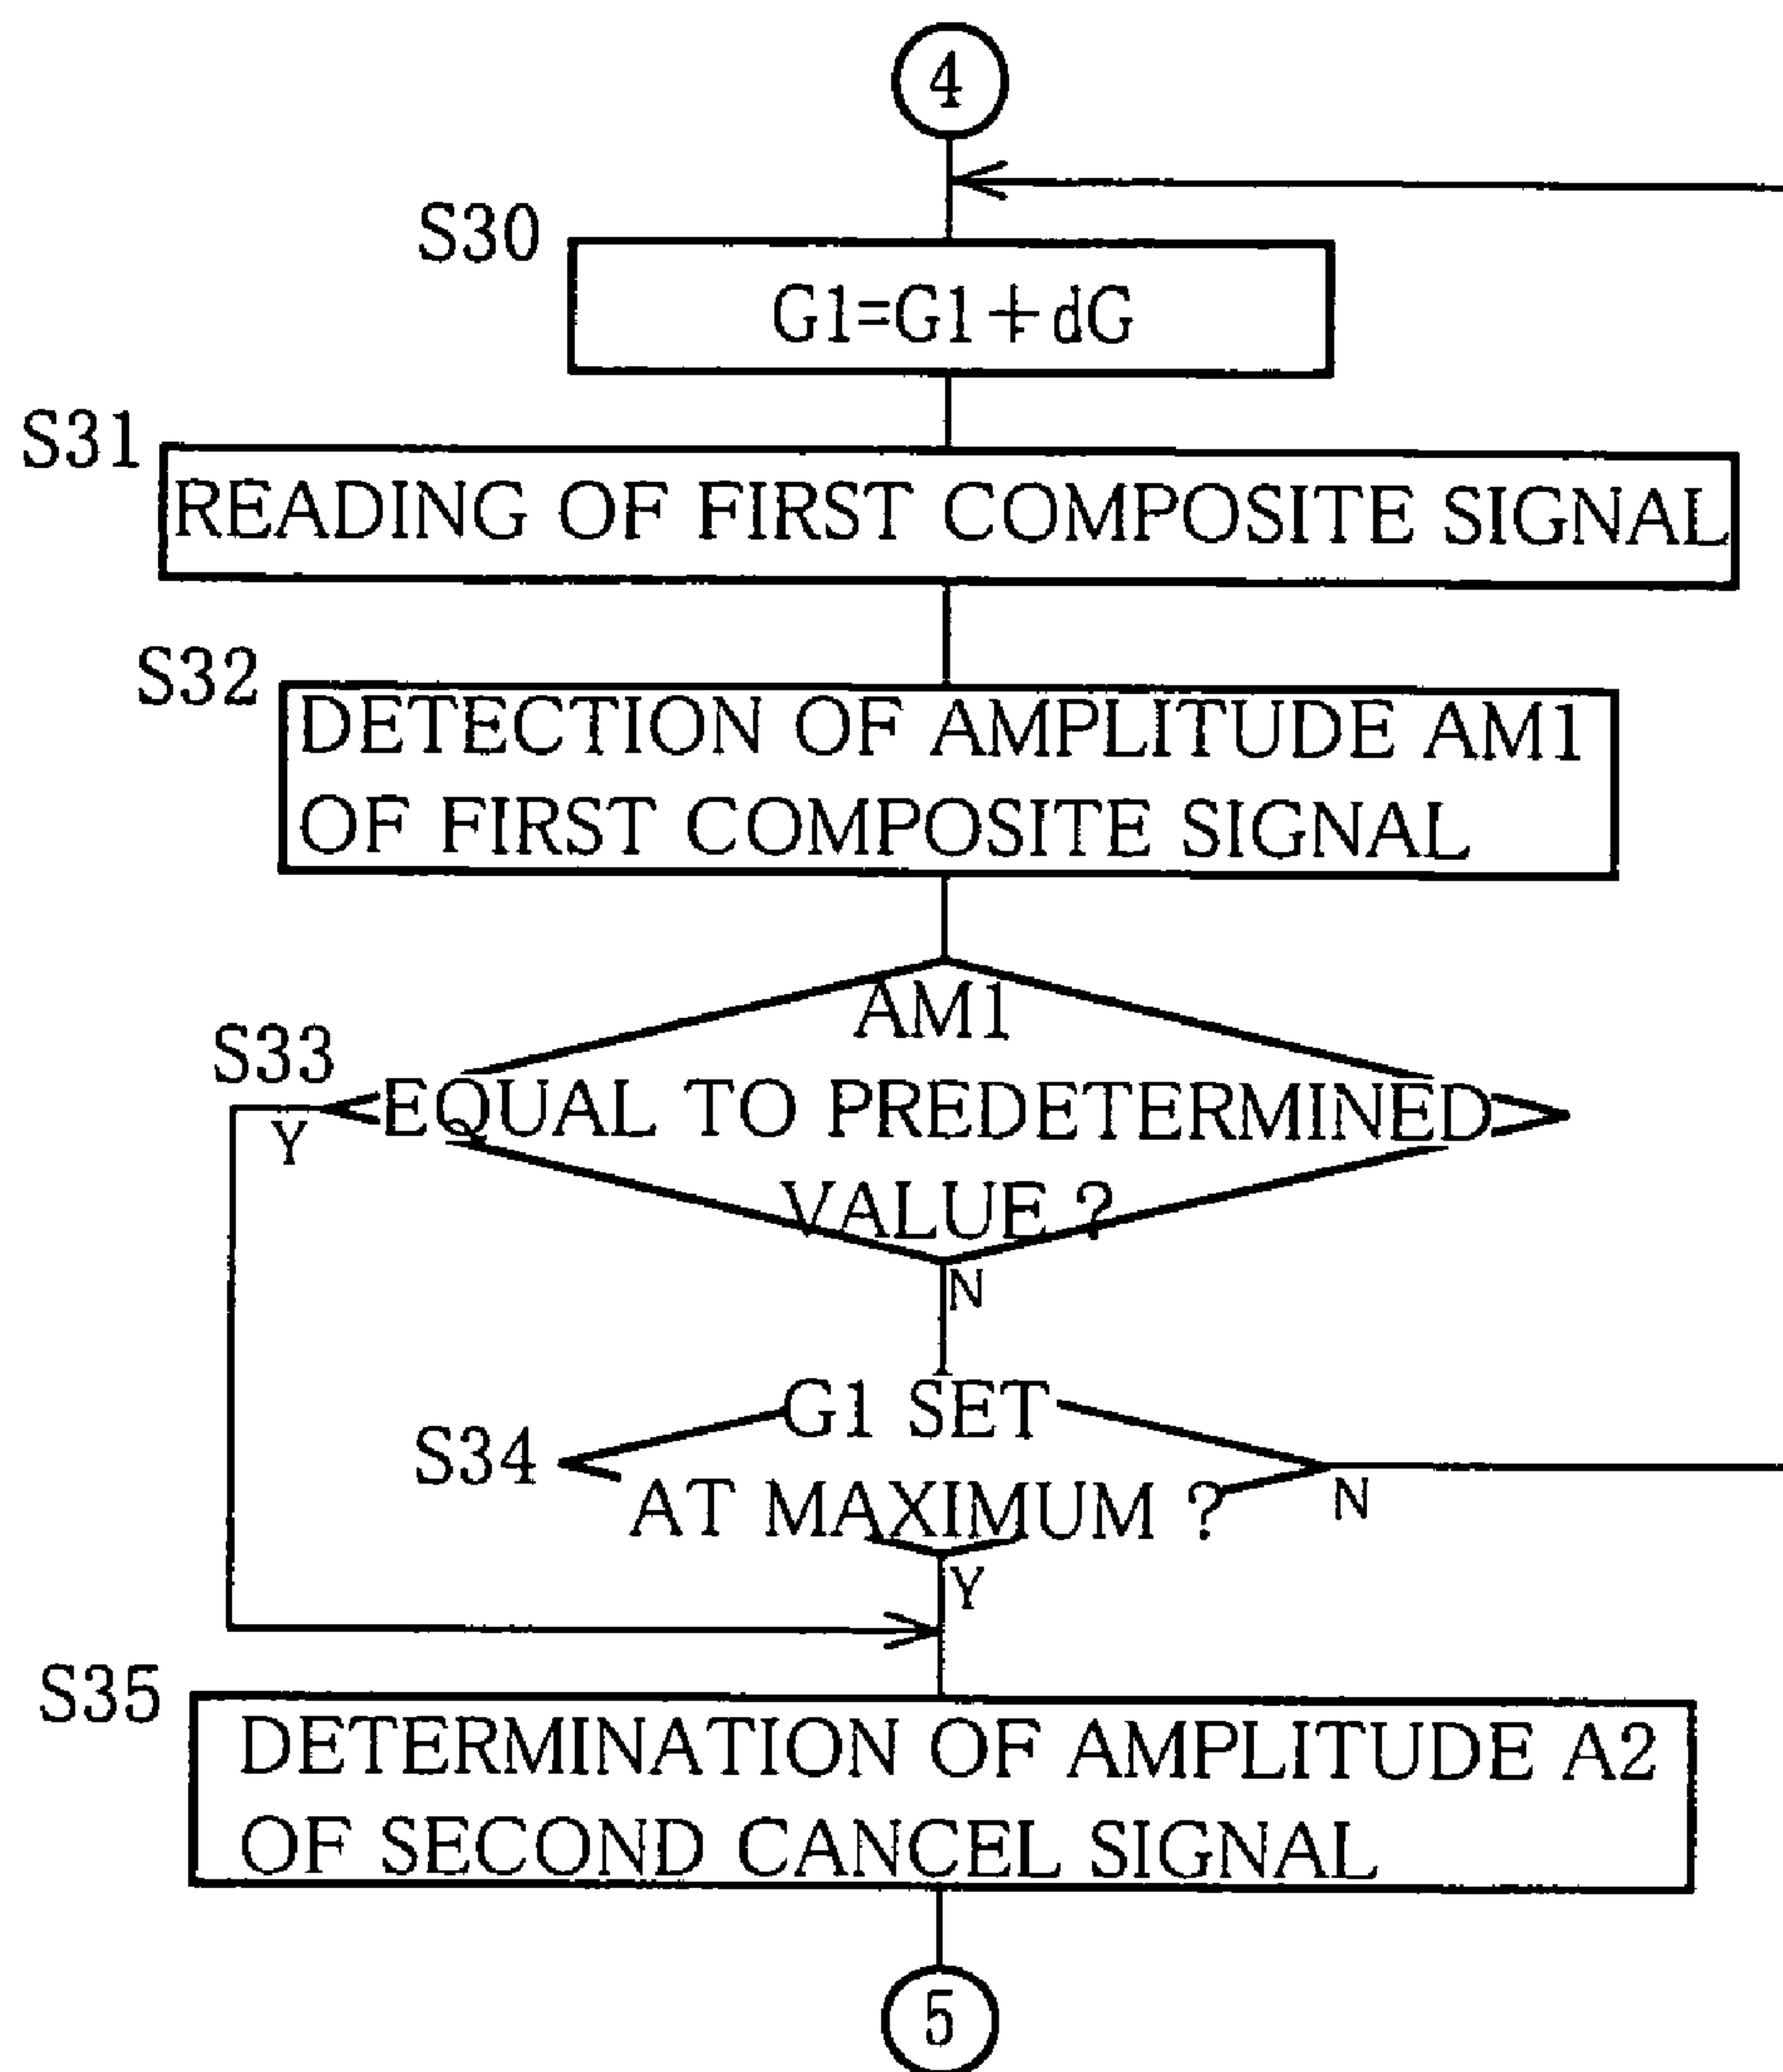 4
S30
G1=G1+dG
S31
READING OF FIRST COMPOSITE SIGNAL
S32
DETECTION OF AMPLITUDE AM1
OF FIRST COMPOSITE SIGNAL
AM1
S33
EQUAL TO PREDETERMINED
Y
VALUE ?
N
G1 SET
S34
AT MAXIMUM ?
N
Y
S35
DETERMINATION OF AMPLITUDE A2
OF SECOND CANCEL SIGNAL
5